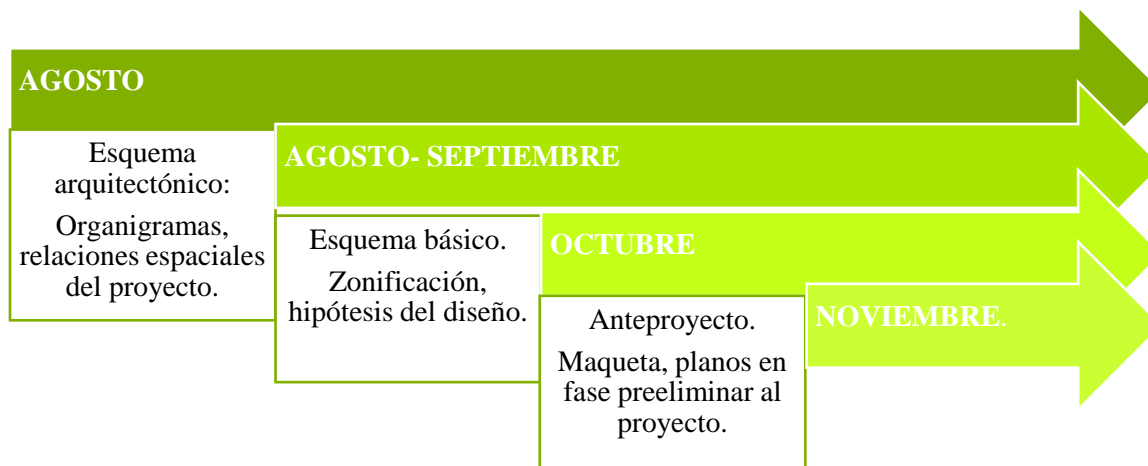 AGOSTO
Esquema
arquitectónico:
Organigramas,
relaciones espaciales
del proyecto.
AGOSTO- SEPTIEMBRE
Esquema básico.
Zonificación,
hipótesis del diseño.
OCTUBRE
Anteproyecto.
Maqueta, planos en
fase preeliminar al
proyecto.
NOVIEMBRE.